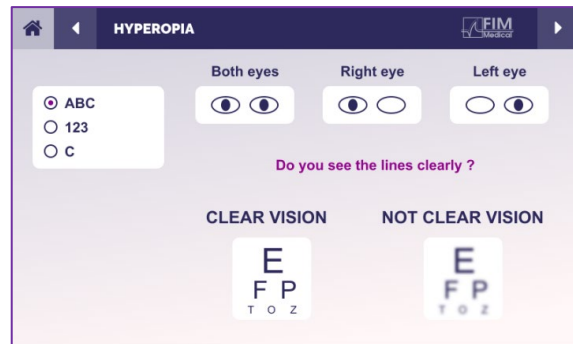 HYPEROPIA
FIM
Medical
Both eyes Right eye Left eye
ABC
123
C
Do you see the lines clearly ?
CLEAR VISION NOT CLEAR VISION
E E
F P F P
T O Z T O Z